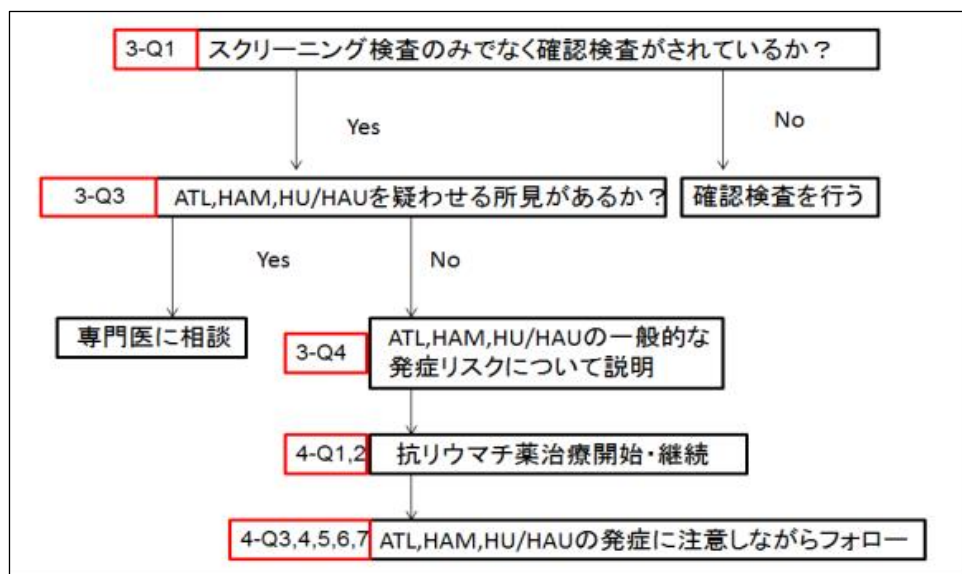 3-Q1 スクリーニング検査のみでなく確認検査がされているか?
Yes
No
3-Q3 ATL,HAM,HU/HAUを疑わせる所見があるか?
確認検査を行う
Yes
No
専門医に相談
3-Q4 ATL,HAM,HU/HAUの一般的な
発症リスクについて説明
4-Q1,2 抗リウマチ薬治療開始・継続
4-Q3,4,5,6,7 ATL,HAM,HU/HAUの発症に注意しながらフォロー